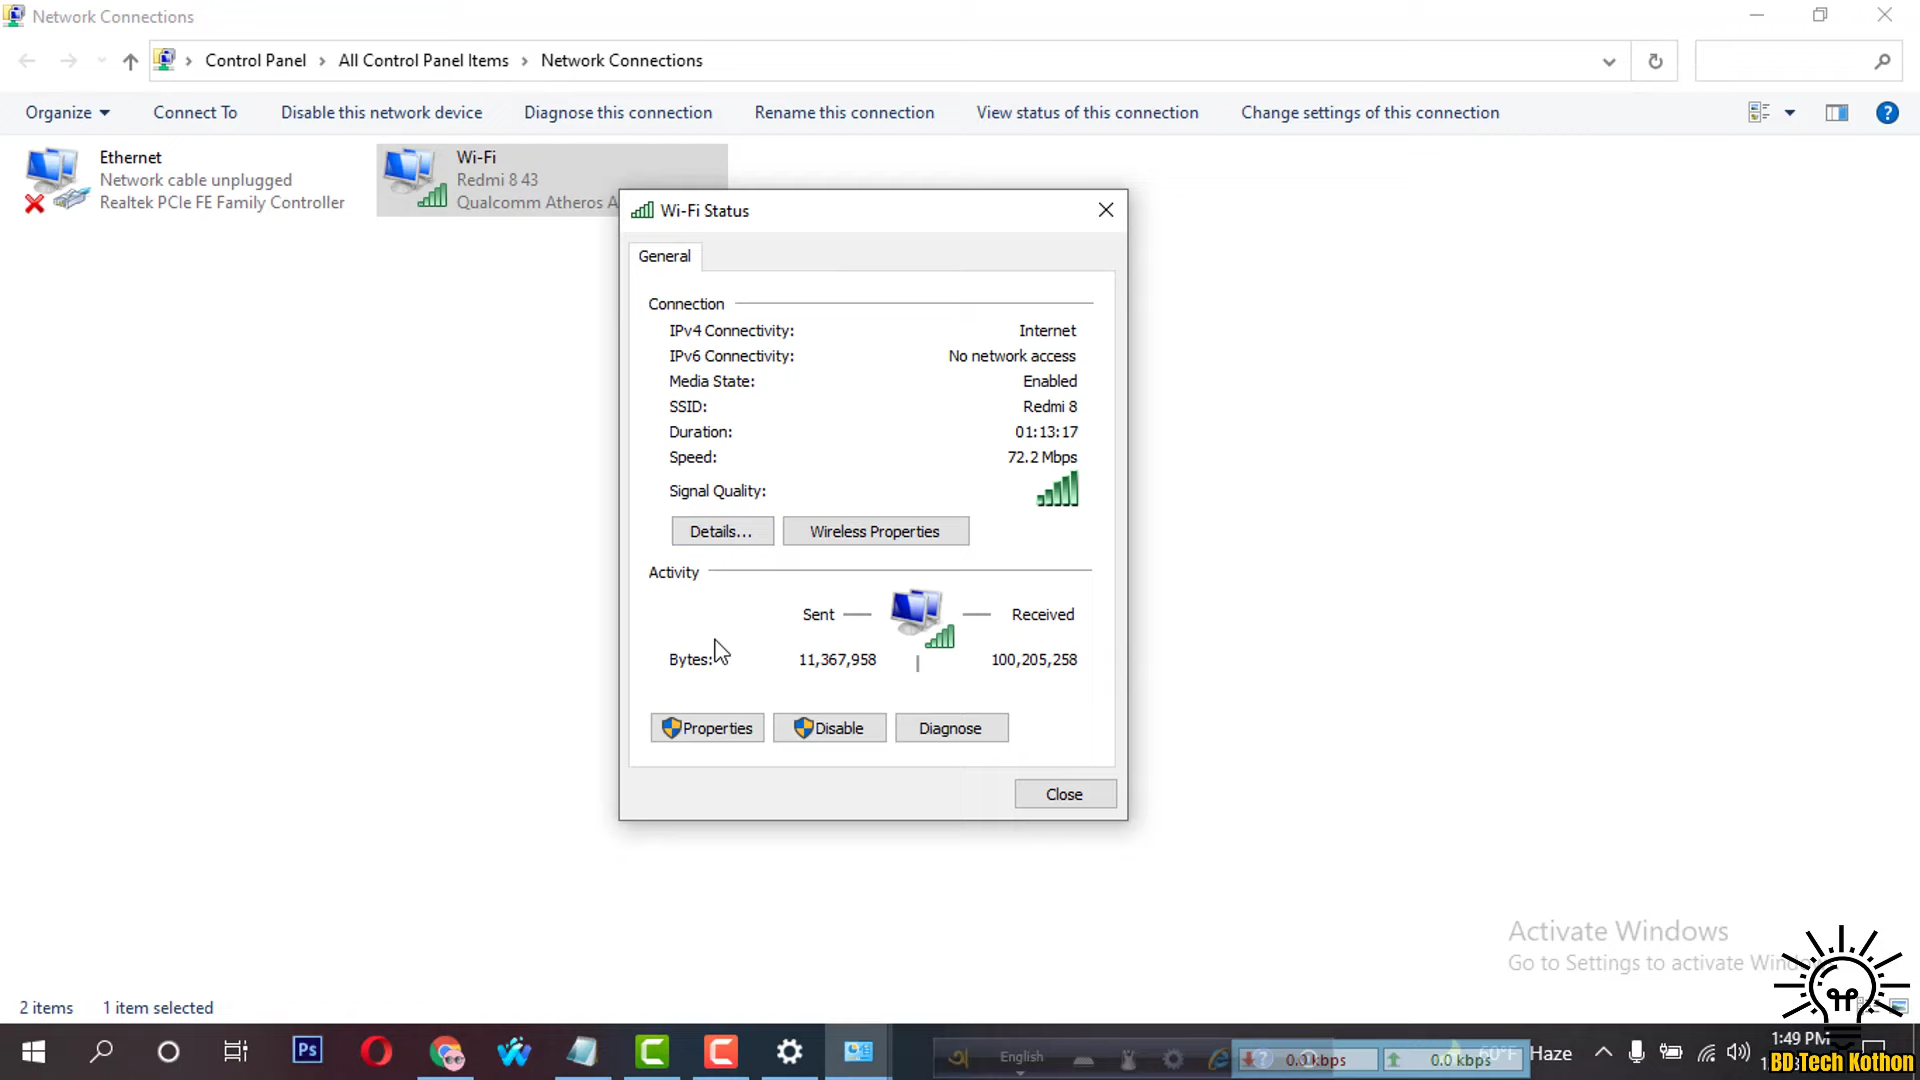 Network Connections
Control Panel › All Control Panel Items › Network Connections
Organize Connect To Disable this network device Diagnose this connection Rename this connection View status of this connection Change settings of this connection
Ethernet
Network cable unplugged
Realtek PCIe FE Family Controller
Wi-Fi
Redmi 8 43
Qualcomm Atheros A
Wi-Fi Status
General
Connection
IPv4 Connectivity: Internet
IPv6 Connectivity: No network access
Media State: Enabled
SSID: Redmi 8
Duration: 01:13:17
Speed: 72.2 Mbps
Signal Quality:
Details... Wireless Properties
Activity
Sent — — Received
Bytes: 11,367,958 | 100,205,258
Properties Disable Diagnose
Close
Activate Windows
Go to Settings to activate
2 items 1 item selected
Ps
অ English 0.0 kbps 0.0 kbps Haze 1:49 PM
BD Tech Kothon